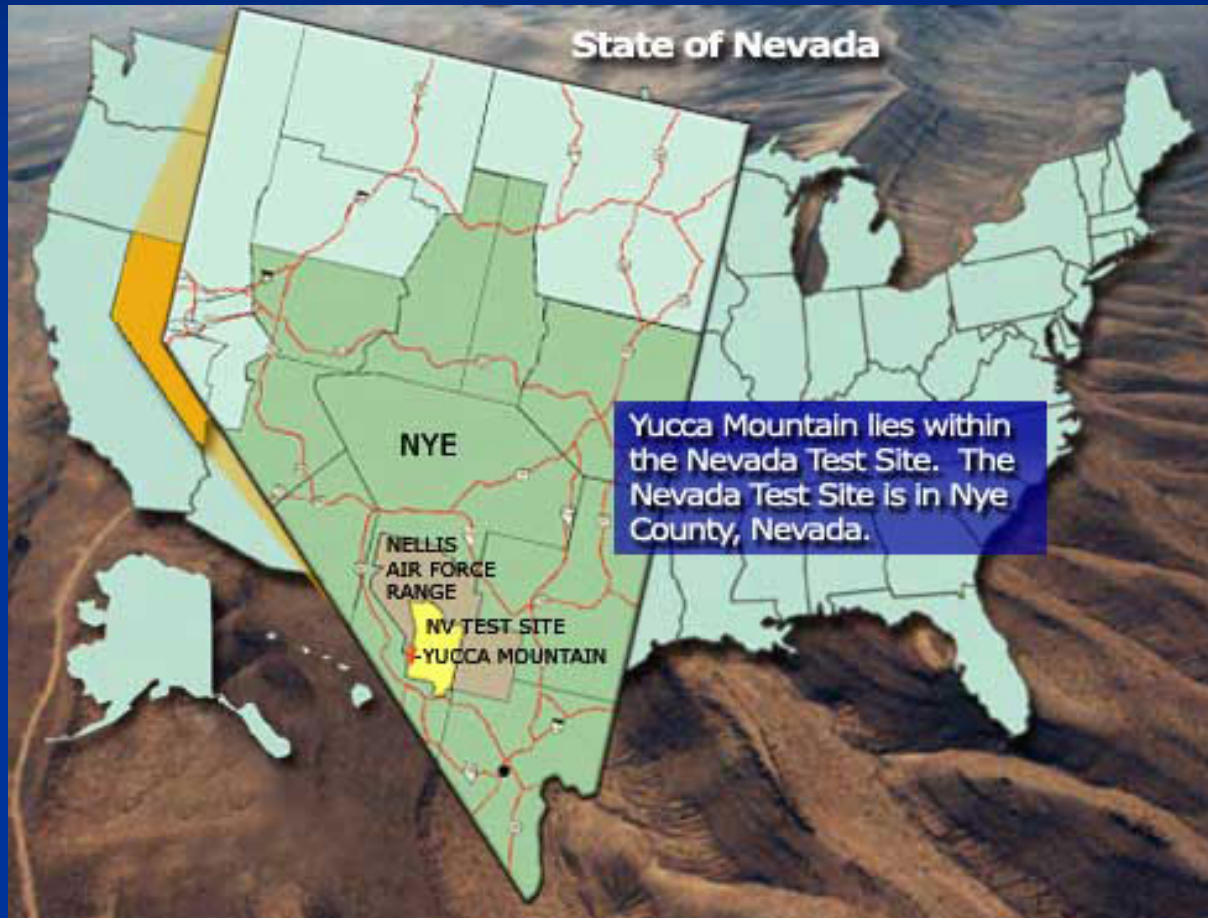 State of Nevada
NYE
Yucca Mountain lies within
the Nevada Test Site.  The
Nevada Test Site is in Nye
County, Nevada.
NELLIS
AIR FORCE
RANGE
NV TEST SITE
YUCCA MOUNTAIN